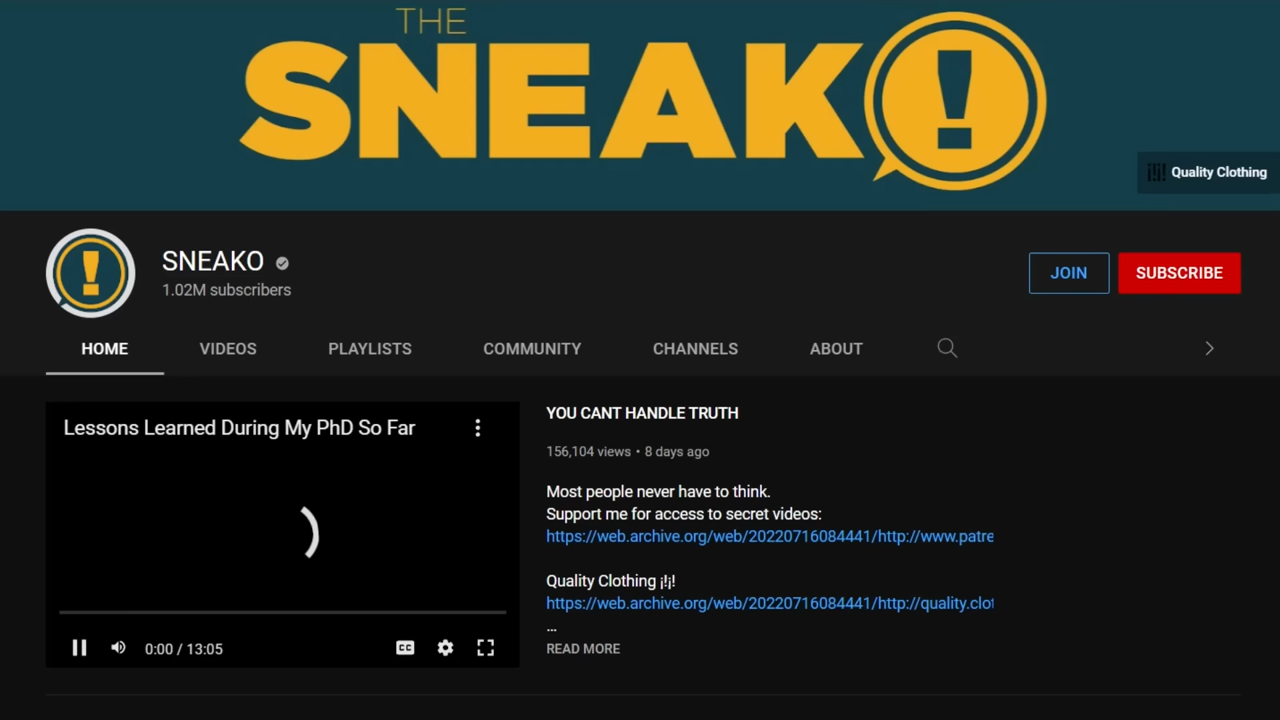 THE
SNEAKO
Quality Clothing
SNEAKO
1.02M subscribers
JOIN
SUBSCRIBE
HOME
VIDEOS
PLAYLISTS
COMMUNITY
CHANNELS
ABOUT
Lessons Learned During My PhD So Far
0:00 / 13:05
CC
YOU CANT HANDLE TRUTH
156,104 views • 8 days ago
Most people never have to think.
Support me for access to secret videos:
https://web.archive.org/web/20220716084441/http://www.patre
Quality Clothing ¡!¡!
https://web.archive.org/web/20220716084441/http://quality.clot
...
READ MORE